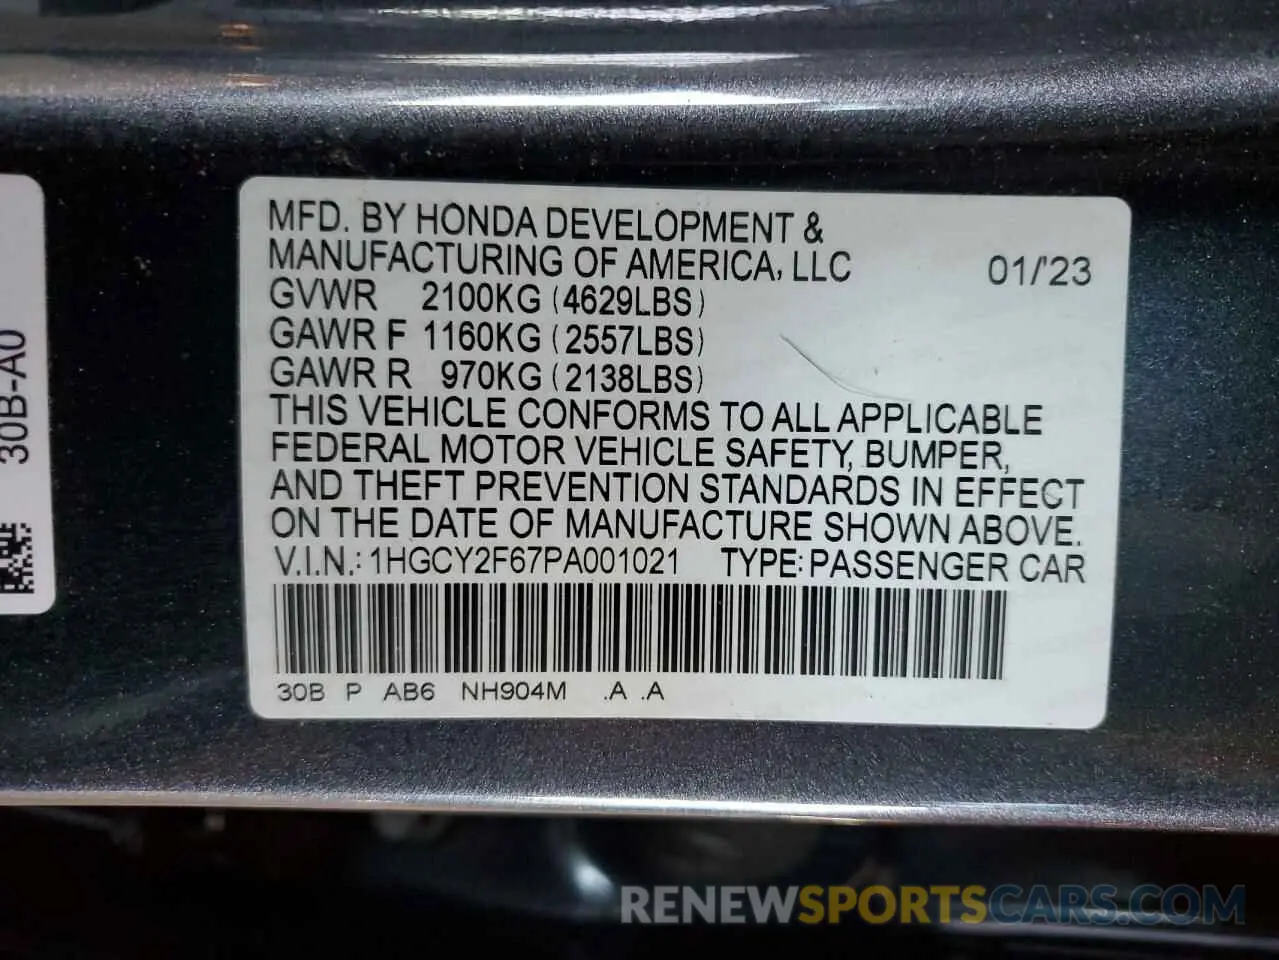 MFD. BY HONDA DEVELOPMENT &
MANUFACTURING OF AMERICA, LLC 01/'23
GVWR 2100KG (4629LBS)
GAWR F 1160KG (2557LBS)
GAWR R 970KG (2138LBS)
THIS VEHICLE CONFORMS TO ALL APPLICABLE
FEDERAL MOTOR VEHICLE SAFETY, BUMPER,
AND THEFT PREVENTION STANDARDS IN EFFECT
ON THE DATE OF MANUFACTURE SHOWN ABOVE.
V.I.N.: 1HGCY2F67PA001021 TYPE: PASSENGER CAR
30B P AB6 NH904M .A .A
30B-A0
RENEWSPORTSCARS.COM